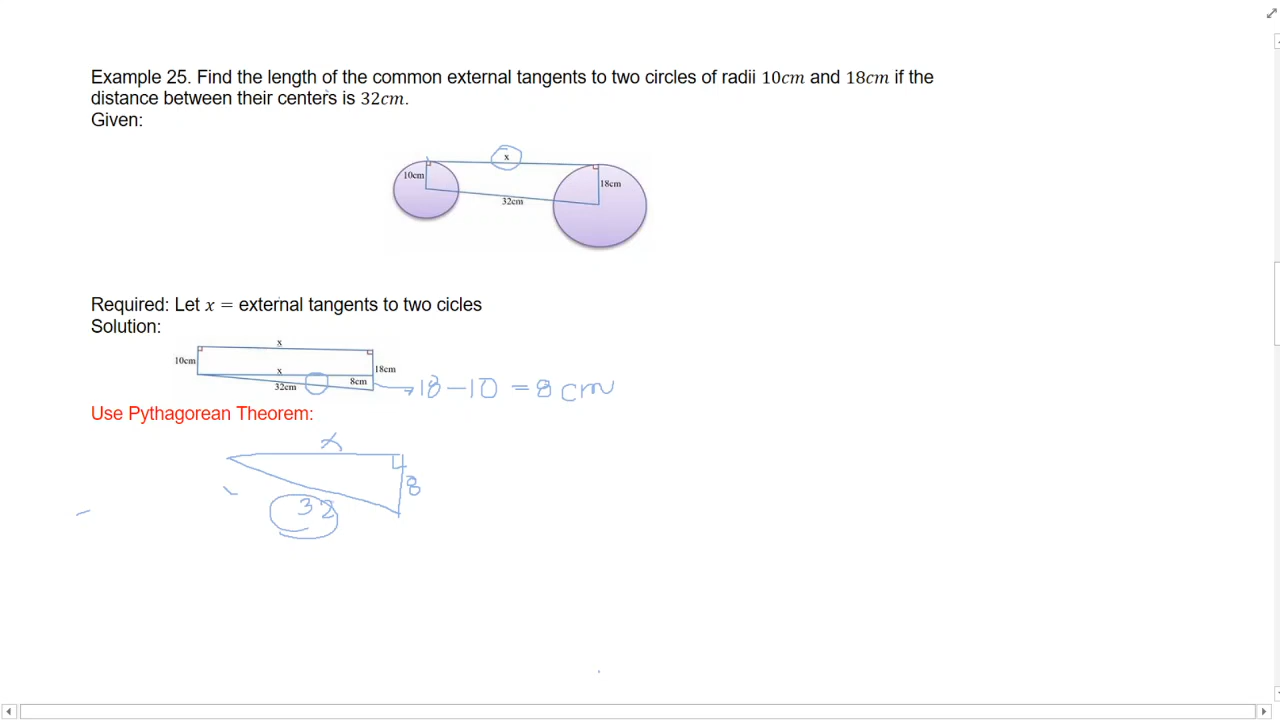 Example 25. Find the length of the common external tangents to two circles of radii 10cm and 18cm if the
distance between their centers is 32cm.
Given:
x
10cm
18cm
32cm
Required: Let x = external tangents to two cicles
Solution:
x
10cm
18cm
x
8cm
32cm
→ 18 - 10 = 8 cm
Use Pythagorean Theorem:
x
8
32